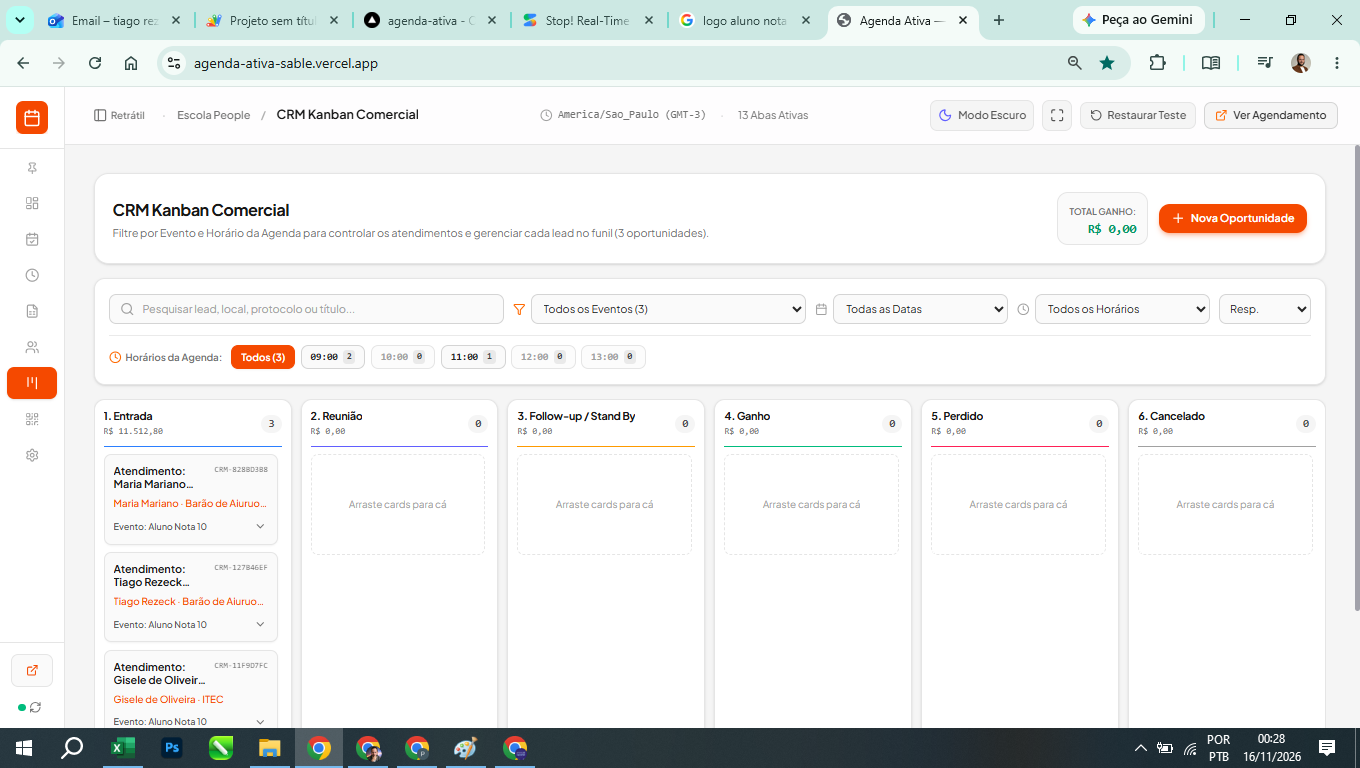 Email – tiago rez
Projeto sem títul
agenda-ativa - C
Stop! Real-Time
logo aluno nota
Agenda Ativa —
Peça ao Gemini
agenda-ativa-sable.vercel.app
Retrátil · Escola People / CRM Kanban Comercial
America/Sao_Paulo (GMT-3) · 13 Abas Ativas
Modo Escuro
Restaurar Teste
Ver Agendamento
CRM Kanban Comercial
Filtre por Evento e Horário da Agenda para controlar os atendimentos e gerenciar cada lead no funil (3 oportunidades).
TOTAL GANHO:
R$ 0,00
+ Nova Oportunidade
Pesquisar lead, local, protocolo ou título...
Todos os Eventos (3)
Todas as Datas
Todos os Horários
Resp.
Horários da Agenda:
Todos (3)
09:00 2
10:00 0
11:00 1
12:00 0
13:00 0
1. Entrada
R$ 11.512,80
3
Atendimento: Maria Mariano…
CRM-82BBD3B8
Maria Mariano · Barão de Aiuruo…
Evento: Aluno Nota 10
Atendimento: Tiago Rezeck…
CRM-127B46EF
Tiago Rezeck · Barão de Aiuruo…
Evento: Aluno Nota 10
Atendimento: Gisele de Oliveir…
CRM-11F9D7FC
Gisele de Oliveira · ITEC
Evento: Aluno Nota 10
2. Reunião
R$ 0,00
0
Arraste cards para cá
3. Follow-up / Stand By
R$ 0,00
0
Arraste cards para cá
4. Ganho
R$ 0,00
0
Arraste cards para cá
5. Perdido
R$ 0,00
0
Arraste cards para cá
6. Cancelado
R$ 0,00
0
Arraste cards para cá
Ps
POR
PTB
00:28
16/11/2026